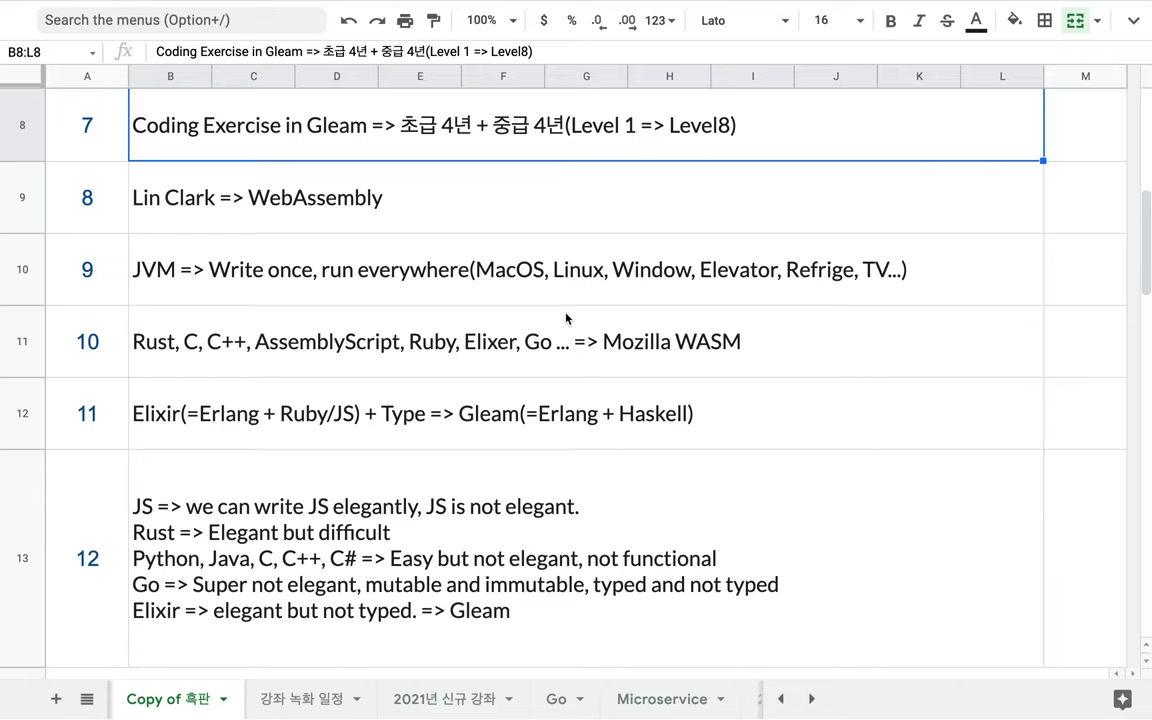 Search the menus (Option+/)
100%
$ % .0 .00 123
Lato
16
B I S A
B8:L8
fx Coding Exercise in Gleam => 초급 4년 + 중급 4년(Level 1 => Level8)
A B C D E F G H I J K L M
8 7 Coding Exercise in Gleam => 초급 4년 + 중급 4년(Level 1 => Level8)
9 8 Lin Clark => WebAssembly
10 9 JVM => Write once, run everywhere(MacOS, Linux, Window, Elevator, Refrige, TV...)
11 10 Rust, C, C++, AssemblyScript, Ruby, Elixer, Go ... => Mozilla WASM
12 11 Elixir(=Erlang + Ruby/JS) + Type => Gleam(=Erlang + Haskell)
13 12
JS => we can write JS elegantly, JS is not elegant.
Rust => Elegant but difficult
Python, Java, C, C++, C# => Easy but not elegant, not functional
Go => Super not elegant, mutable and immutable, typed and not typed
Elixir => elegant but not typed. => Gleam
Copy of 흑판
강좌 녹화 일정
2021년 신규 강좌
Go
Microservice